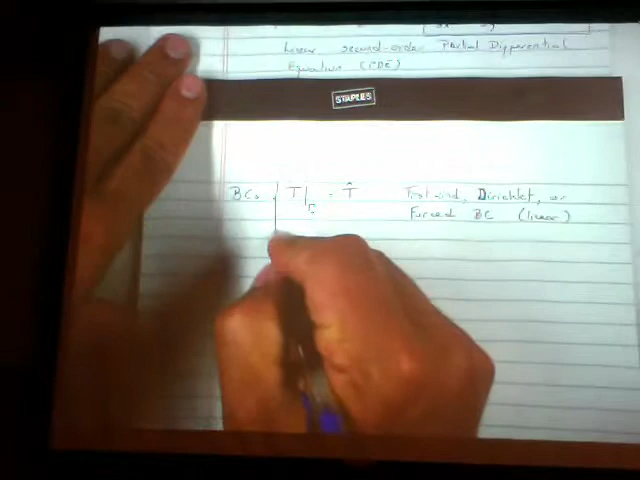 Linear second-order Partial Differential
Equation (PDE)
STAPLES
BCs T|Γ = T̂ First-kind, Dirichlet, or
Forced BC (linear)